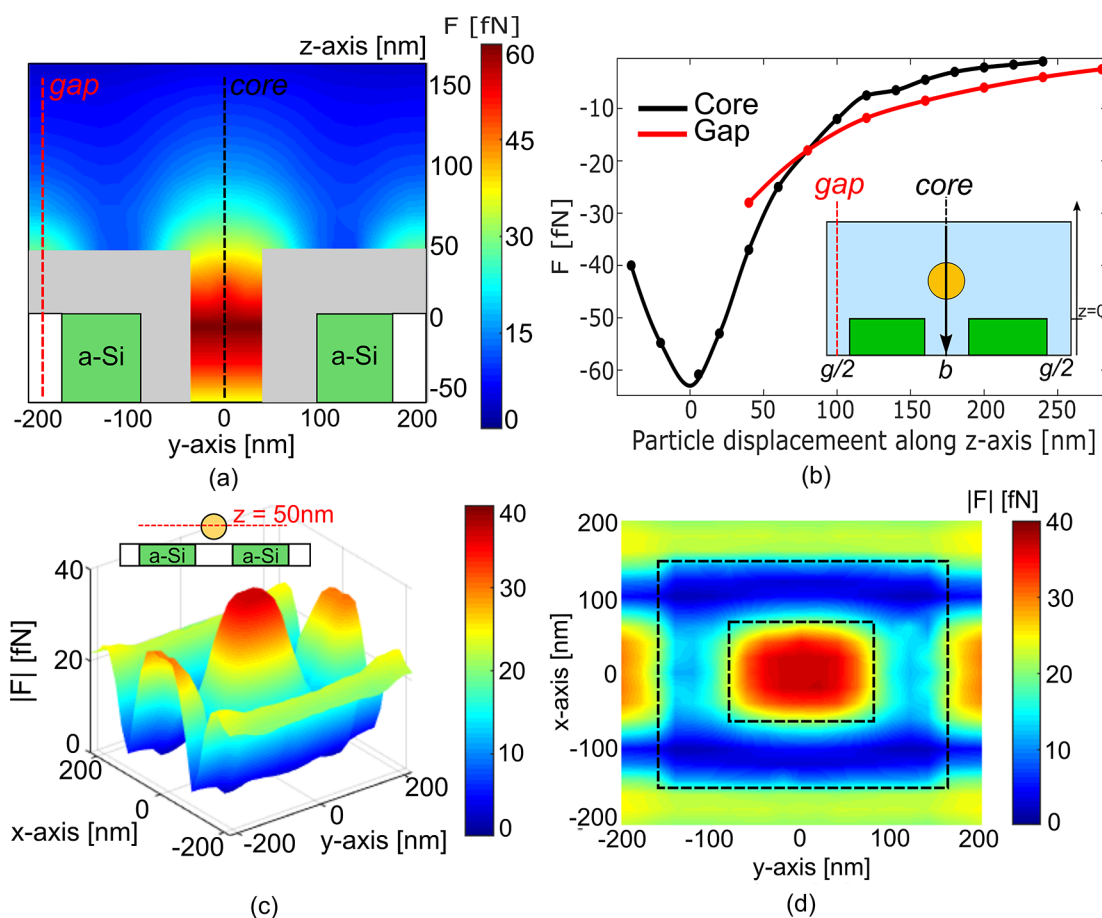 F [fN]
z-axis [nm]
gap
core
60
45
30
15
0
150
100
50
0
-50
a-Si
a-Si
-200
-100
0
100
200
y-axis [nm]
(a)
F [fN]
-10
-20
-30
-40
-50
-60
Core
Gap
gap
core
z=0
g/2
b
g/2
0
50
100
150
200
250
Particle displacemeent along z-axis [nm]
(b)
z = 50nm
a-Si
a-Si
|F| [fN]
40
20
0
200
0
-200
x-axis [nm]
-200
0
200
y-axis [nm]
40
30
20
10
0
(c)
|F| [fN]
200
100
0
-100
-200
x-axis [nm]
-200
-100
0
100
200
y-axis [nm]
40
30
20
10
0
(d)